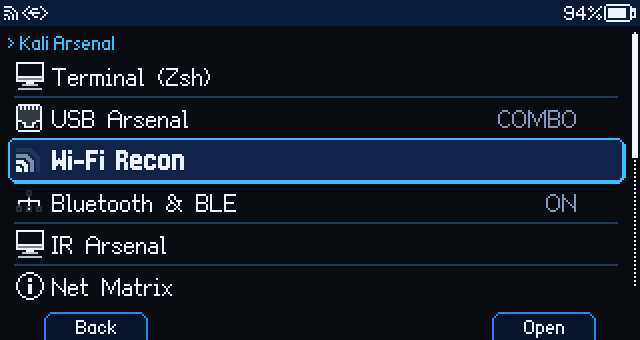 94%
> Kali Arsenal
Terminal (Zsh)
USB Arsenal COMBO
Wi-Fi Recon
Bluetooth & BLE ON
IR Arsenal
Net Matrix
Back Open